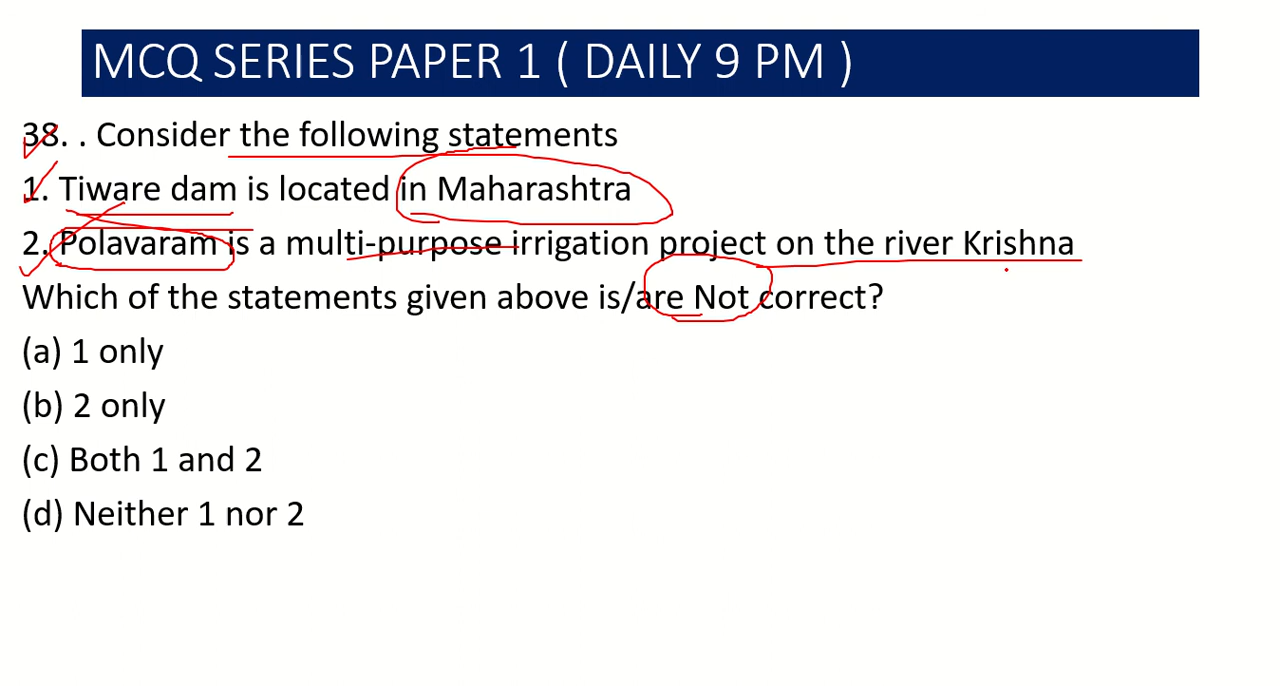 MCQ SERIES PAPER 1 ( DAILY 9 PM )
38. . Consider the following statements
1. Tiware dam is located in Maharashtra
2. Polavaram is a multi-purpose irrigation project on the river Krishna
Which of the statements given above is/are Not correct?
(a) 1 only
(b) 2 only
(c) Both 1 and 2
(d) Neither 1 nor 2